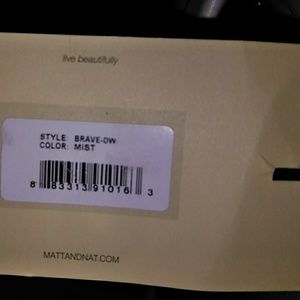 live beautifully
STYLE: BRAVE-DW
COLOR: MIST
8 83313 91016 3
MATTANDNAT.COM